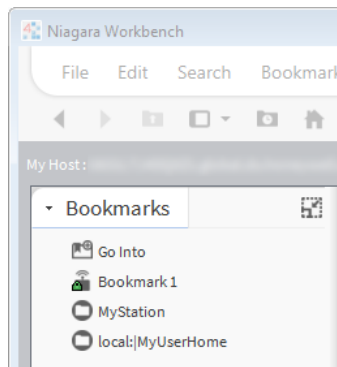 Niagara Workbench
File Edit Search Bookmark
My Host :
Bookmarks
Go Into
Bookmark 1
MyStation
local:|MyUserHome